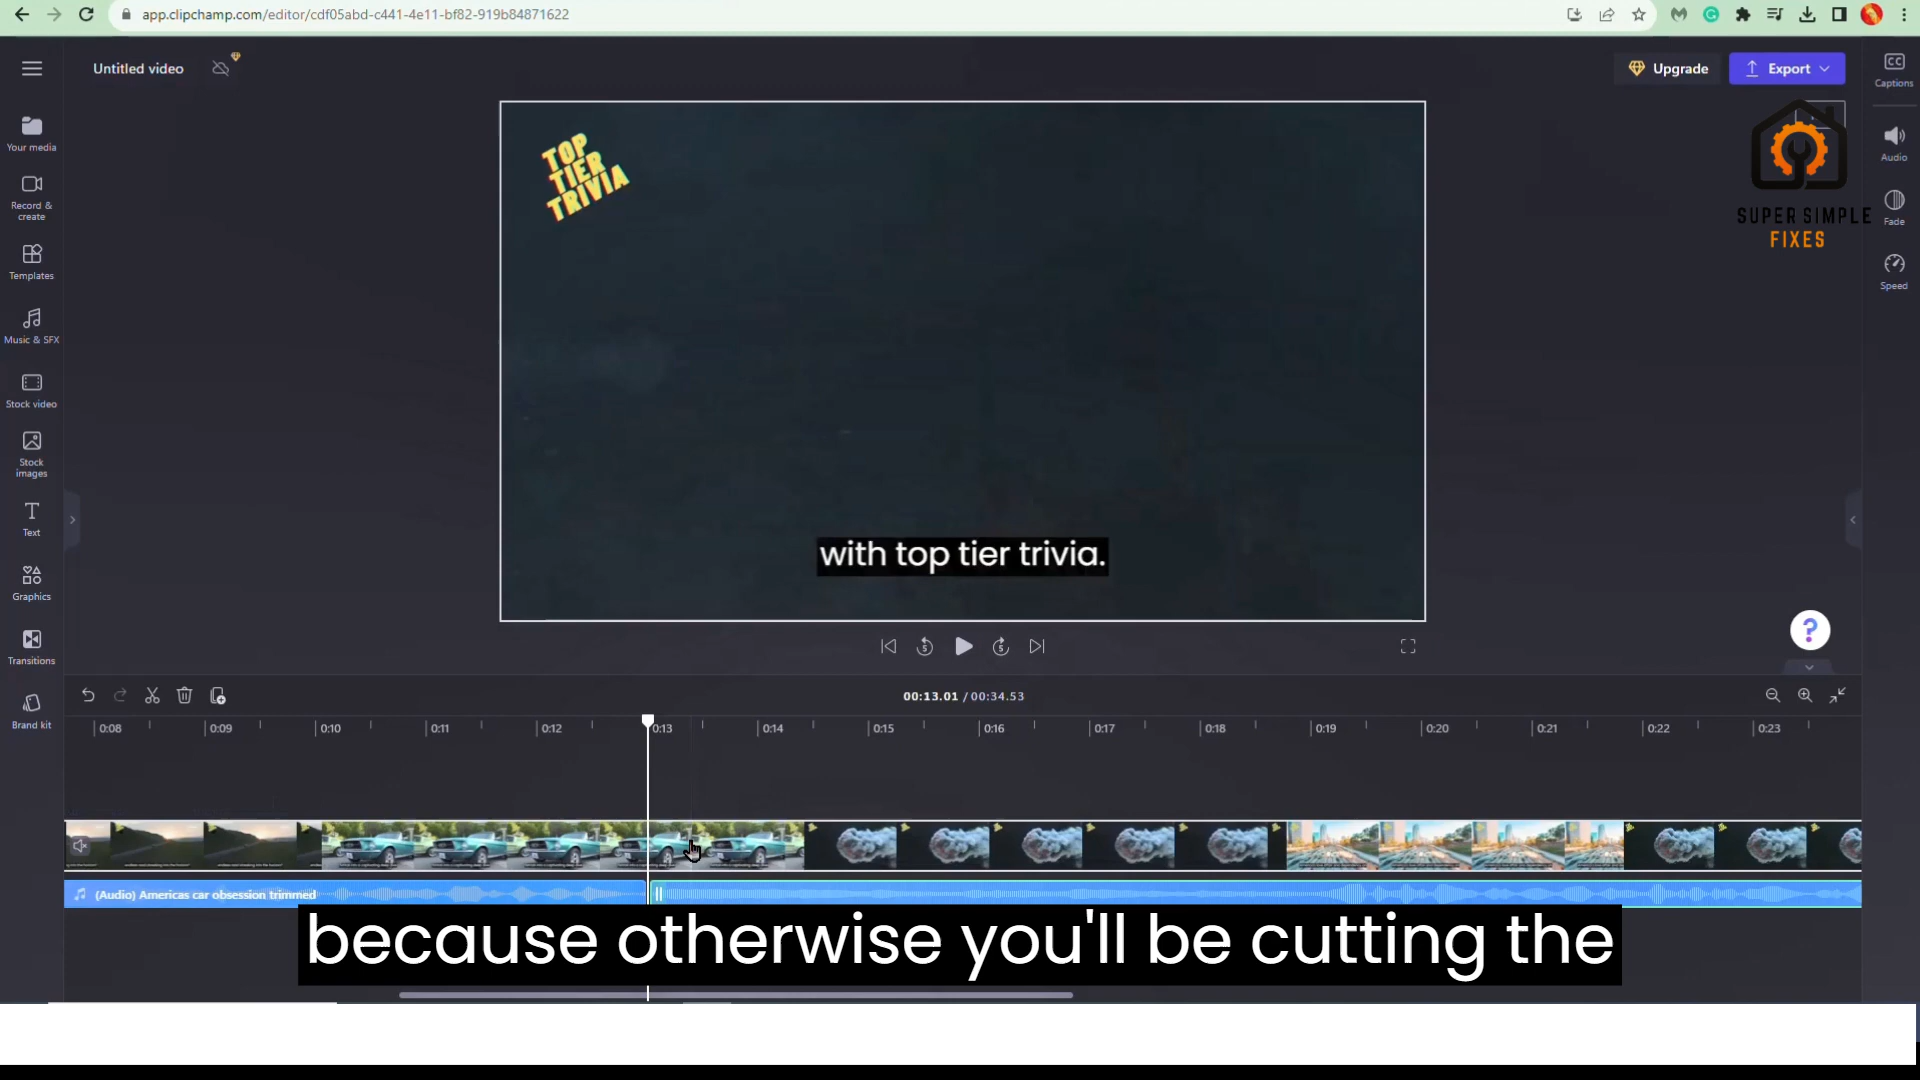 app.clipchamp.com/editor/cdf05abd-c441-4e11-bf82-919b84871622
Untitled video
Upgrade
Export
CC
Captions
Your media
Audio
Record &
create
Fade
Templates
Speed
Music & SFX
Stock video
Stock
images
Text
Graphics
Transitions
Brand kit
TOP
TIER
TRIVIA
SUPER SIMPLE
FIXES
with top tier trivia.
5
5
?
00:13.01 / 00:34.53
0:08 0:09 0:10 0:11 0:12 0:13 0:14 0:15 0:16 0:17 0:18 0:19 0:20 0:21 0:22 0:23
(Audio) Americas car obsession trimmed
because otherwise you'll be cutting the